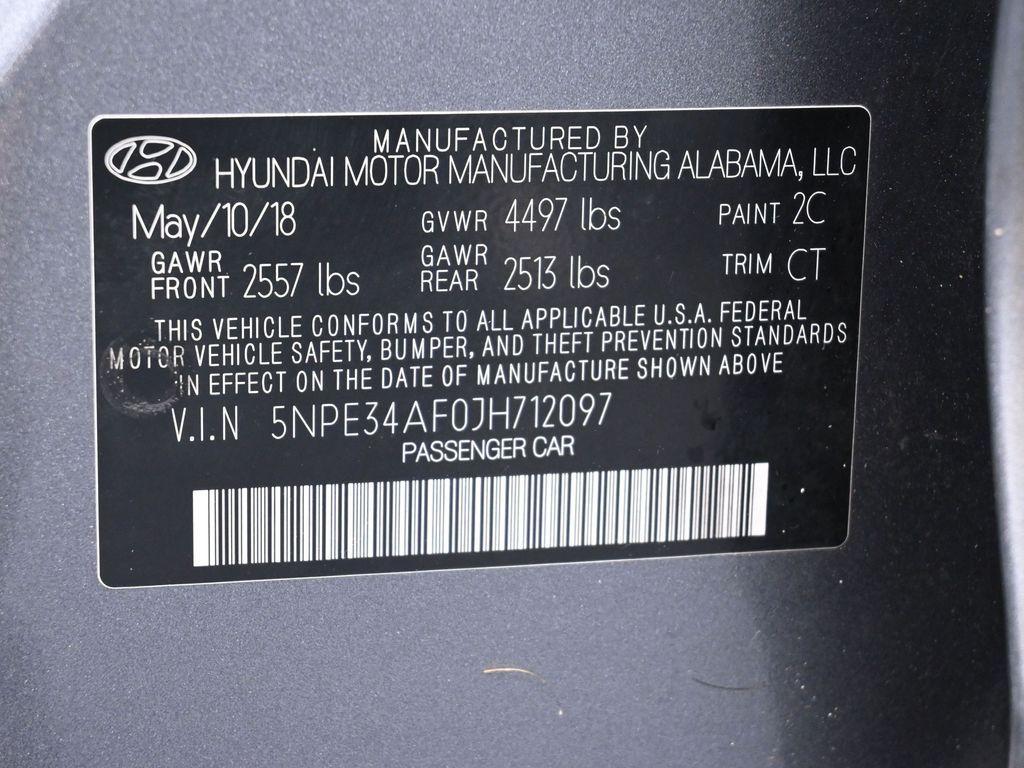 MANUFACTURED BY
HYUNDAI MOTOR MANUFACTURING ALABAMA, LLC
May/10/18 GVWR 4497 lbs PAINT 2C
GAWR FRONT 2557 lbs GAWR REAR 2513 lbs TRIM CT
THIS VEHICLE CONFORMS TO ALL APPLICABLE U.S.A. FEDERAL
MOTOR VEHICLE SAFETY, BUMPER, AND THEFT PREVENTION STANDARDS
IN EFFECT ON THE DATE OF MANUFACTURE SHOWN ABOVE
V.I.N 5NPE34AF0JH712097
PASSENGER CAR